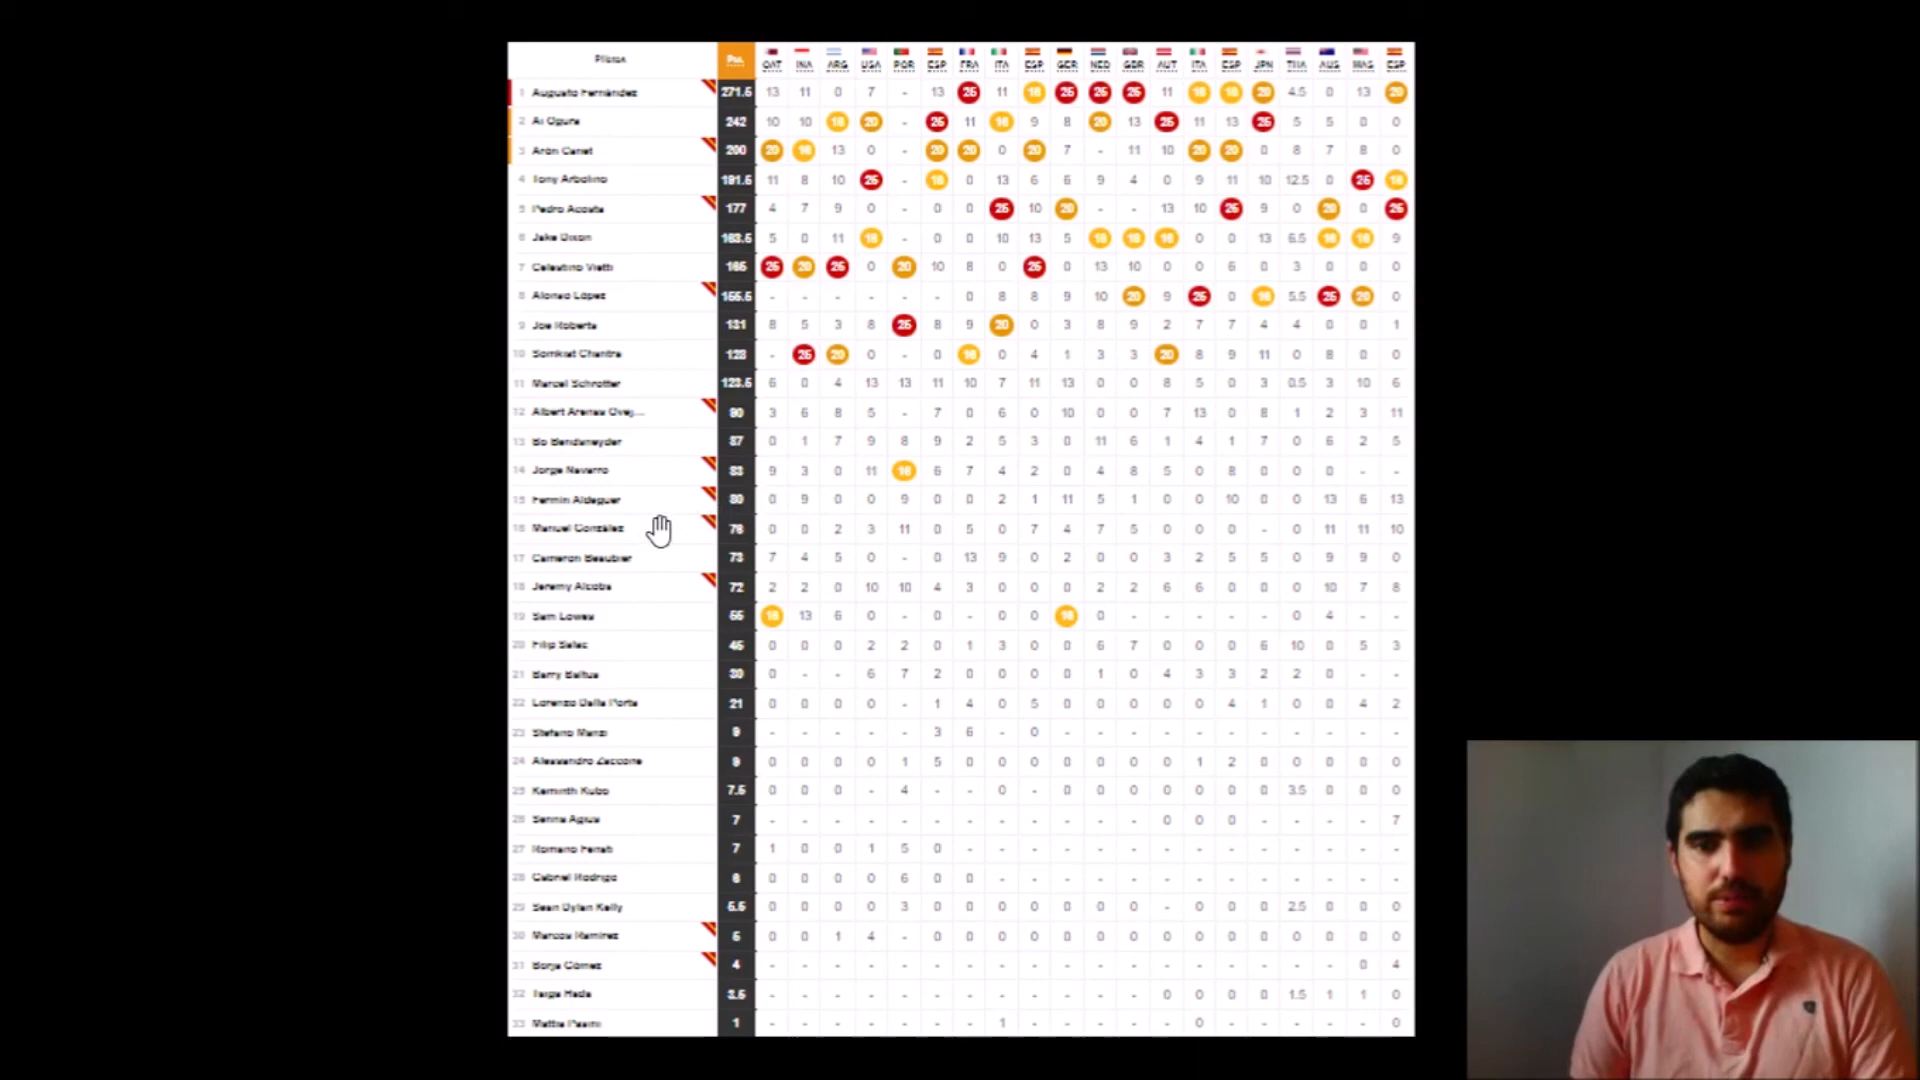 Pilotos Pts. QAT INA ARG USA POR ESP FRA ITA ESP GER NED GBR AUT ITA ESP JPN THA AUS MAS ESP
1 Augusto Fernández 271.5 13 11 0 7 - 13 25 11 16 25 25 25 11 16 16 20 4.5 0 13 20
2 Ai Ogura 242 10 10 16 20 - 25 11 16 9 8 20 13 25 11 13 25 5 5 0 0
3 Arón Canet 200 20 16 13 0 - 20 20 0 20 7 - 11 10 20 20 0 8 7 8 0
4 Tony Arbolino 191.5 11 8 10 25 - 16 0 13 6 6 9 4 0 9 11 10 12.5 0 25 16
5 Pedro Acosta 177 4 7 9 0 - 0 0 25 10 20 - - 13 10 25 9 0 20 0 25
6 Jake Dixon 168.5 5 0 11 16 - 0 0 10 13 5 16 16 16 0 0 13 6.5 16 16 9
7 Celestino Vietti 165 25 20 25 0 20 10 8 0 25 0 13 10 0 0 6 0 3 0 0 0
8 Alonso López 155.5 - - - - - - 0 8 8 9 10 20 9 25 0 16 5.5 25 20 0
9 Joe Roberts 131 8 5 3 8 25 8 9 20 0 3 8 9 2 7 7 4 4 0 0 1
10 Somkiat Chantra 128 - 25 20 0 - 0 16 0 4 1 3 3 20 8 9 11 0 8 0 0
11 Marcel Schrotter 123.5 6 0 4 13 13 11 10 7 11 13 0 0 8 5 0 3 0.5 3 10 6
12 Albert Arenas Ovej... 90 3 6 8 5 - 7 0 6 0 10 0 0 7 13 0 8 1 2 3 11
13 Bo Bendsneyder 87 0 1 7 9 8 9 2 5 3 0 11 6 1 4 1 7 0 6 2 5
14 Jorge Navarro 83 9 3 0 11 16 6 7 4 2 0 4 8 5 0 8 0 0 0 - -
15 Fermín Aldeguer 80 0 9 0 0 9 0 0 2 1 11 5 1 0 0 10 0 0 13 6 13
16 Manuel González 76 0 0 2 3 11 0 5 0 7 4 7 5 0 0 0 - 0 11 11 10
17 Cameron Beaubier 73 7 4 5 0 - 0 13 9 0 2 0 0 3 2 5 5 0 9 9 0
18 Jeremy Alcoba 72 2 2 0 10 10 4 3 0 0 0 2 2 6 6 0 0 0 10 7 8
19 Sam Lowes 55 16 13 6 0 - 0 - 0 0 16 0 - - - - - 0 4 - -
20 Filip Salac 45 0 0 0 2 2 0 1 3 0 0 6 7 0 0 0 6 10 0 5 3
21 Barry Baltus 30 0 - - 6 7 2 0 0 0 0 1 0 4 3 3 2 2 0 - -
22 Lorenzo Dalla Porta 21 0 0 0 0 - 1 4 0 5 0 0 0 0 0 4 1 0 0 4 2
23 Stefano Manzi 9 - - - - - 3 6 - 0 - - - - - - - - - - -
24 Alessandro Zaccone 9 0 0 0 0 1 5 0 0 0 0 0 0 0 1 2 0 0 0 0 0
25 Keminth Kubo 7.5 0 0 0 - 4 - - 0 - 0 0 0 0 0 0 0 3.5 0 0 0
26 Senna Agius 7 - - - - - - - - - - - - 0 0 0 - - - - 7
27 Romano Fenati 7 1 0 0 1 5 0 - - - - - - - - - - - - - -
28 Gabriel Rodrigo 6 0 0 0 0 6 0 0 - - - - - - - - - - - - -
29 Sean Dylan Kelly 5.5 0 0 0 0 3 0 0 0 0 0 0 0 - 0 0 0 2.5 0 0 0
30 Marcos Ramírez 5 0 0 1 4 - 0 0 0 0 0 0 0 0 0 0 0 0 0 0 0
31 Borja Gómez 4 - - - - - - - - - - - - - - - - - - 0 4
32 Taiga Hada 3.5 - - - - - - - - - - - - 0 0 0 0 1.5 1 1 0
33 Mattia Pasini 1 - - - - - - - 1 - - - - - 0 - - - - - 0